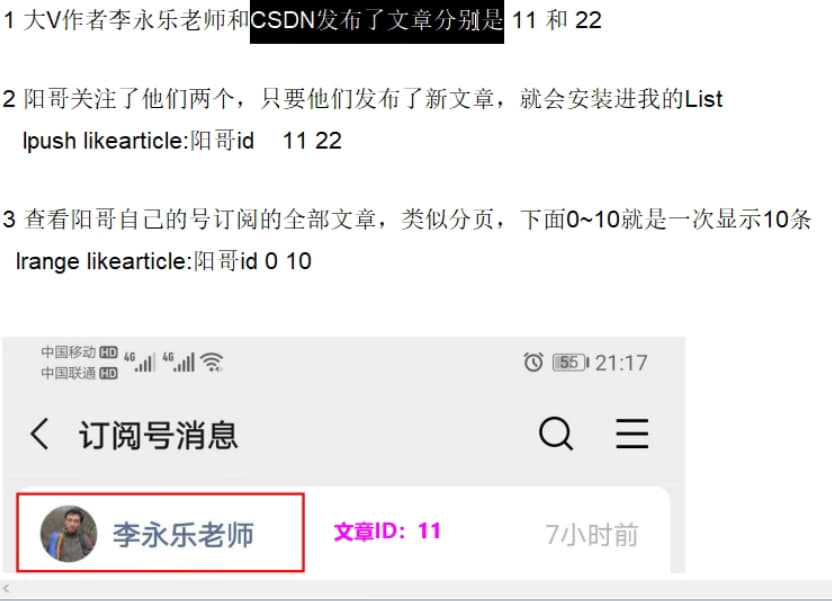 1 大V作者李永乐老师和CSDN发布了文章分别是 11 和 22
2 阳哥关注了他们两个，只要他们发布了新文章，就会安装进我的List
lpush likearticle:阳哥id 11 22
3 查看阳哥自己的号订阅的全部文章，类似分页，下面0~10就是一次显示10条
lrange likearticle:阳哥id 0 10
中国移动 HD 4G 4G 55 21:17
中国联通 HD
订阅号消息
李永乐老师 文章ID：11 7小时前